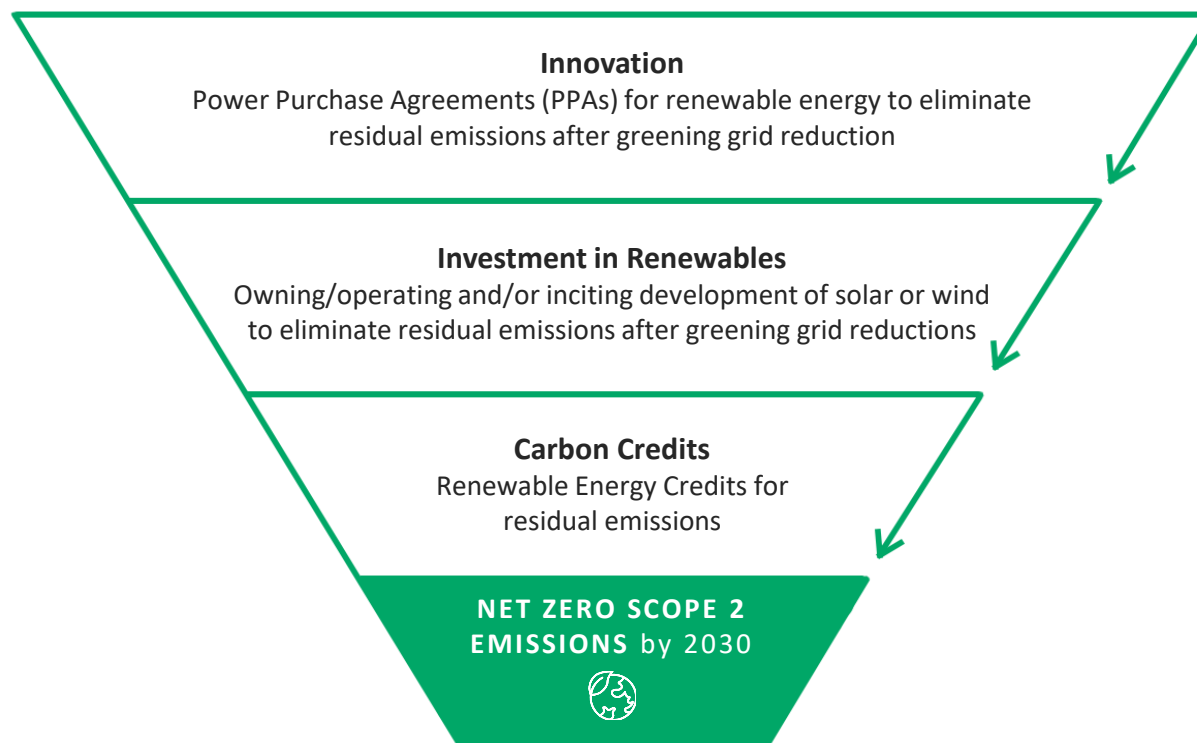 Innovation
Power Purchase Agreements (PPAs) for renewable energy to eliminate
residual emissions after greening grid reduction
Investment in Renewables
Owning/operating and/or inciting development of solar or wind
to eliminate residual emissions after greening grid reductions
Carbon Credits
Renewable Energy Credits for
residual emissions
NET ZERO SCOPE 2
EMISSIONS by 2030